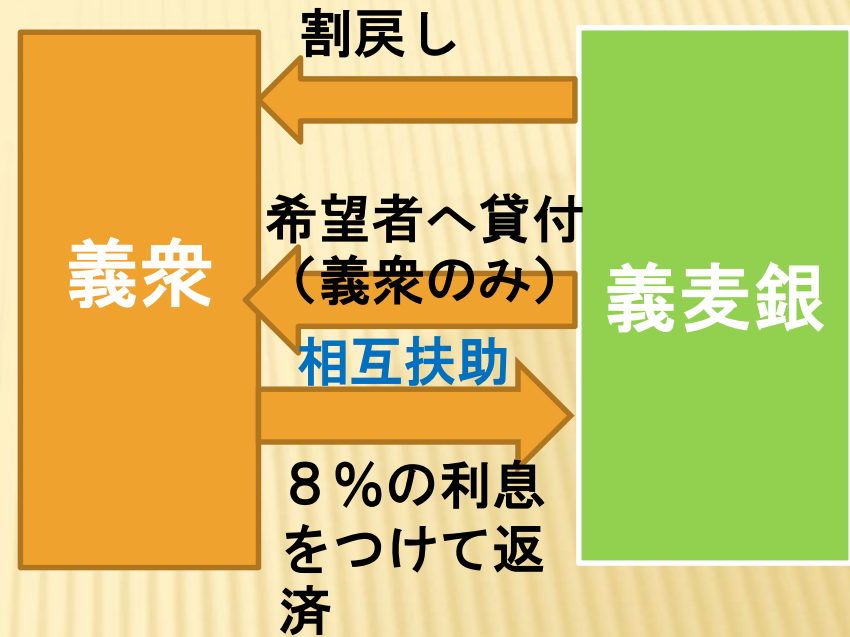 割戻し
希望者へ貸付
（義衆のみ）
義衆
義麦銀
相互扶助
８％の利息
をつけて返
済